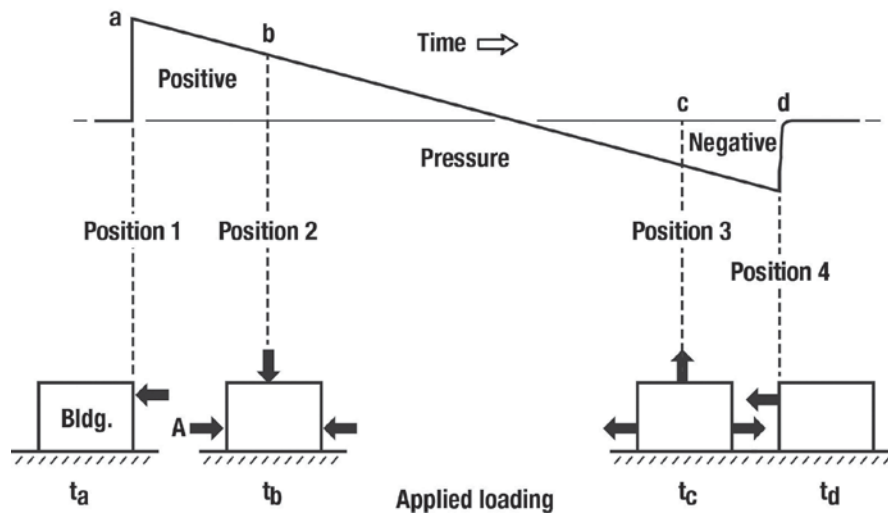 a
b
Time
c
d
Positive
Negative
Pressure
Position 1
Position 2
Position 3
Position 4
Bldg.
A
ta
tb
Applied loading
tc
td